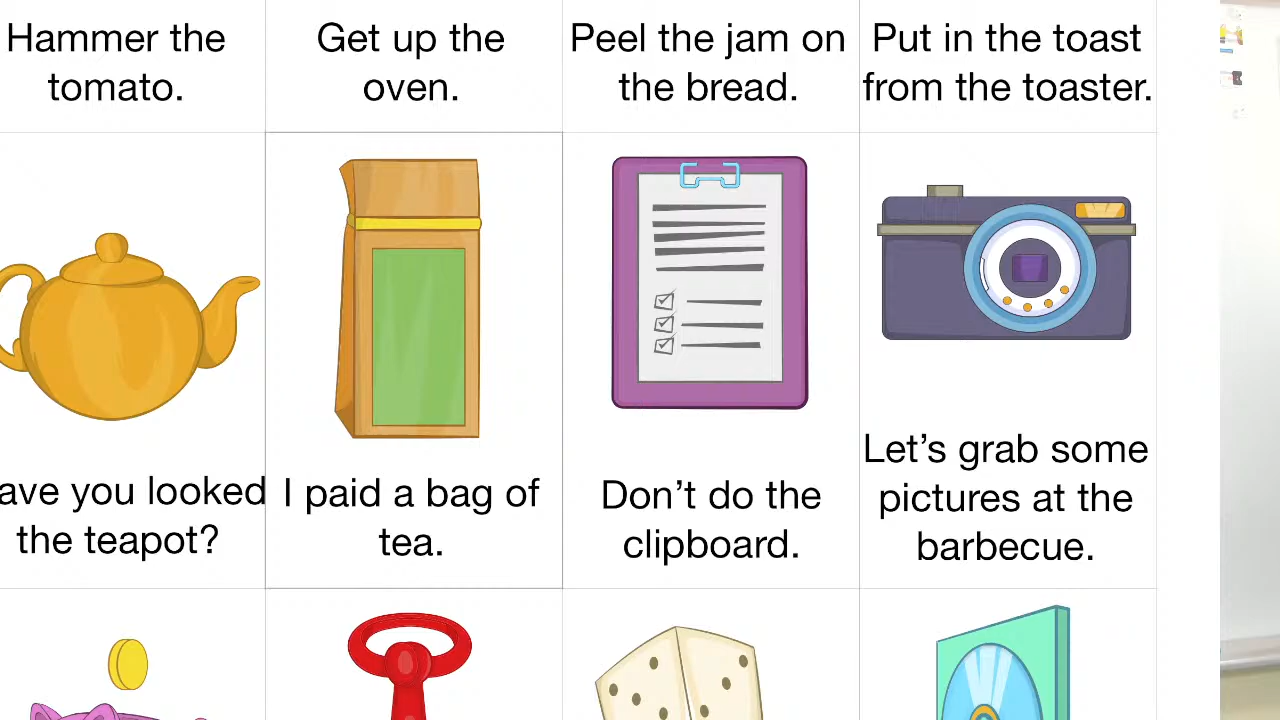 Hammer the
tomato.
Get up the
oven.
Peel the jam on
the bread.
Put in the toast
from the toaster.
you looked
the teapot?
I paid a bag of
tea.
Don't do the
clipboard.
Let's grab some
pictures at the
barbecue.